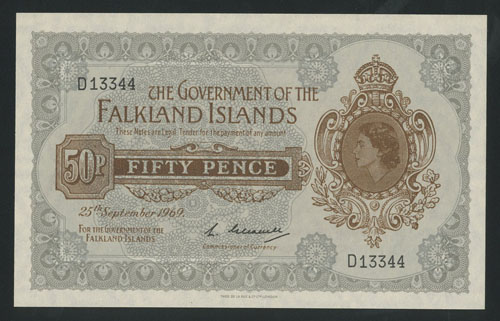 D13344
THE GOVERNMENT OF THE
FALKLAND ISLANDS
These Notes are Legal Tender for the payment of any amount
50P
FIFTY PENCE
25th September 1969.
FOR THE GOVERNMENT OF THE
FALKLAND ISLANDS
Commissioner of Currency.
D13344